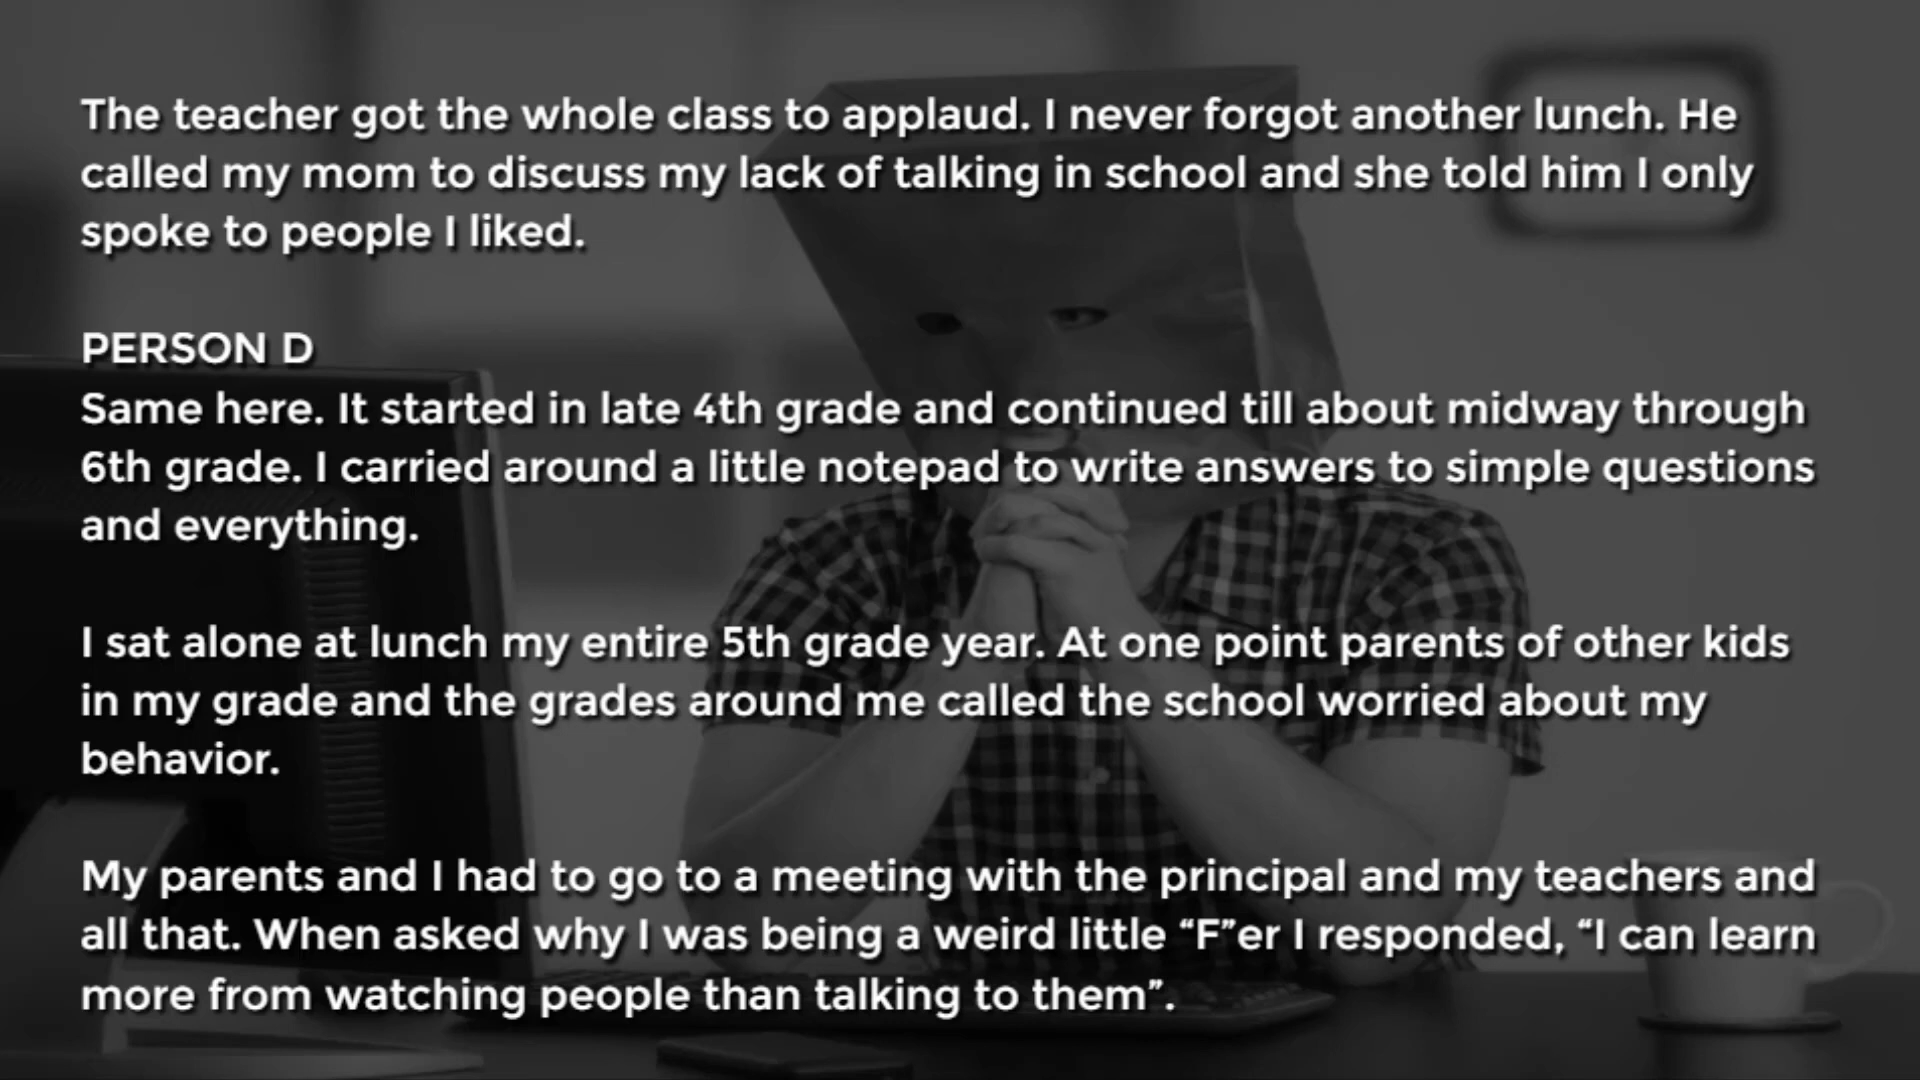 The teacher got the whole class to applaud. I never forgot another lunch. He
called my mom to discuss my lack of talking in school and she told him I only
spoke to people I liked.
PERSON D
Same here. It started in late 4th grade and continued till about midway through
6th grade. I carried around a little notepad to write answers to simple questions
and everything.
I sat alone at lunch my entire 5th grade year. At one point parents of other kids
in my grade and the grades around me called the school worried about my
behavior.
My parents and I had to go to a meeting with the principal and my teachers and
all that. When asked why I was being a weird little “F”er I responded, “I can learn
more from watching people than talking to them”.